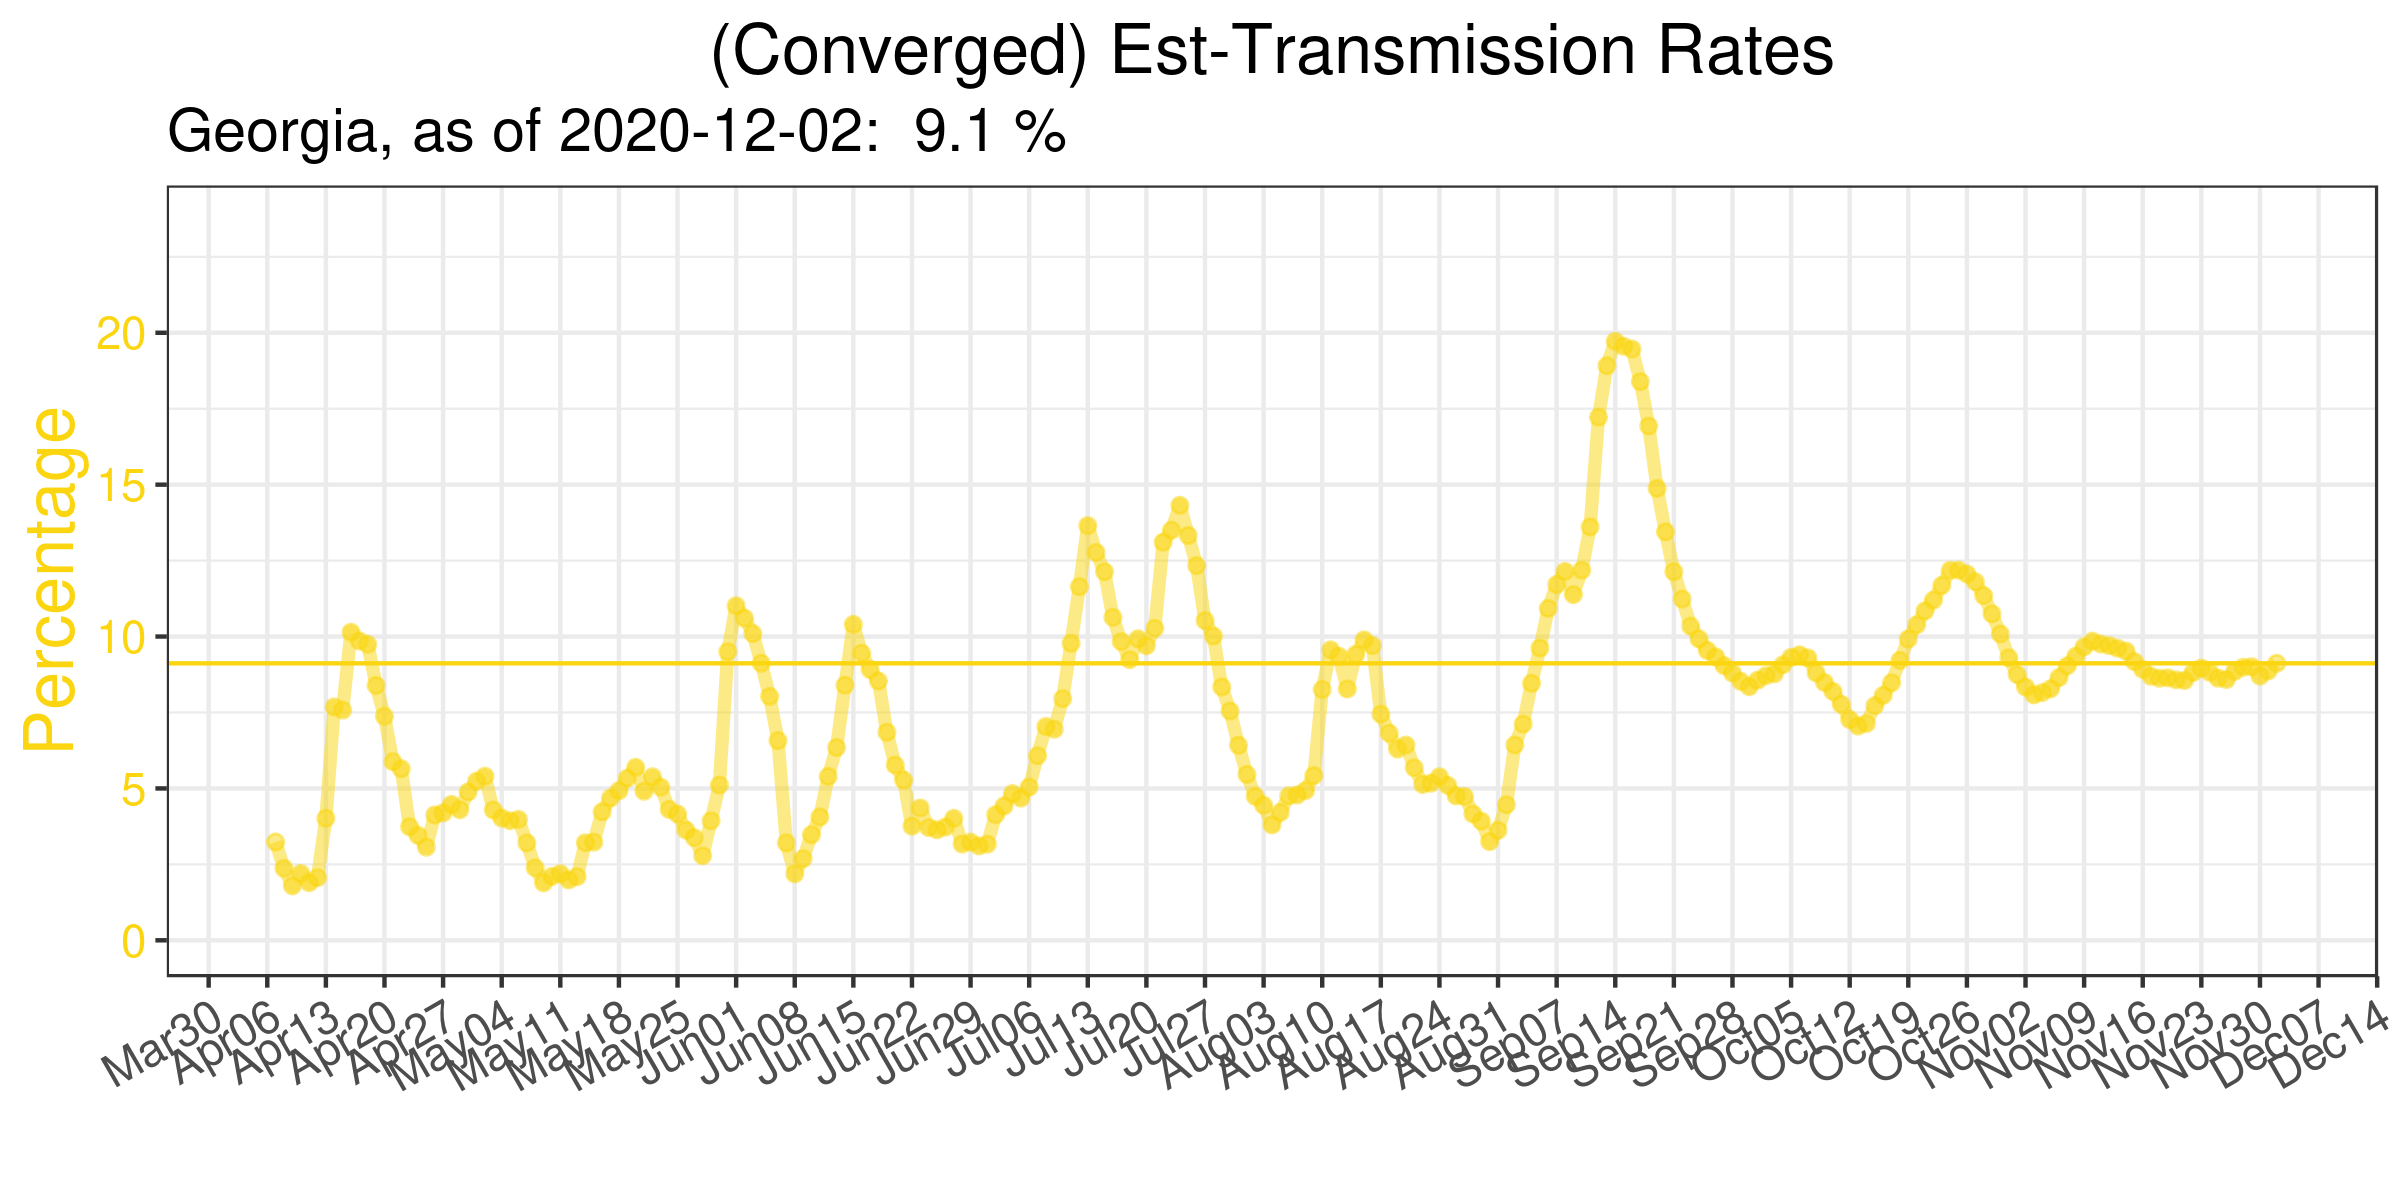 (Converged) Est-Transmission Rates
Georgia, as of 2020-12-02:  9.1 %
Percentage
20
15
10
5
0
Mar30
Apr06
Apr13
Apr20
Apr27
May04
May11
May18
May25
Jun01
Jun08
Jun15
Jun22
Jun29
Jul06
Jul13
Jul20
Jul27
Aug03
Aug10
Aug17
Aug24
Aug31
Sep07
Sep14
Sep21
Sep28
Oct05
Oct12
Oct19
Oct26
Nov02
Nov09
Nov16
Nov23
Nov30
Dec07
Dec14